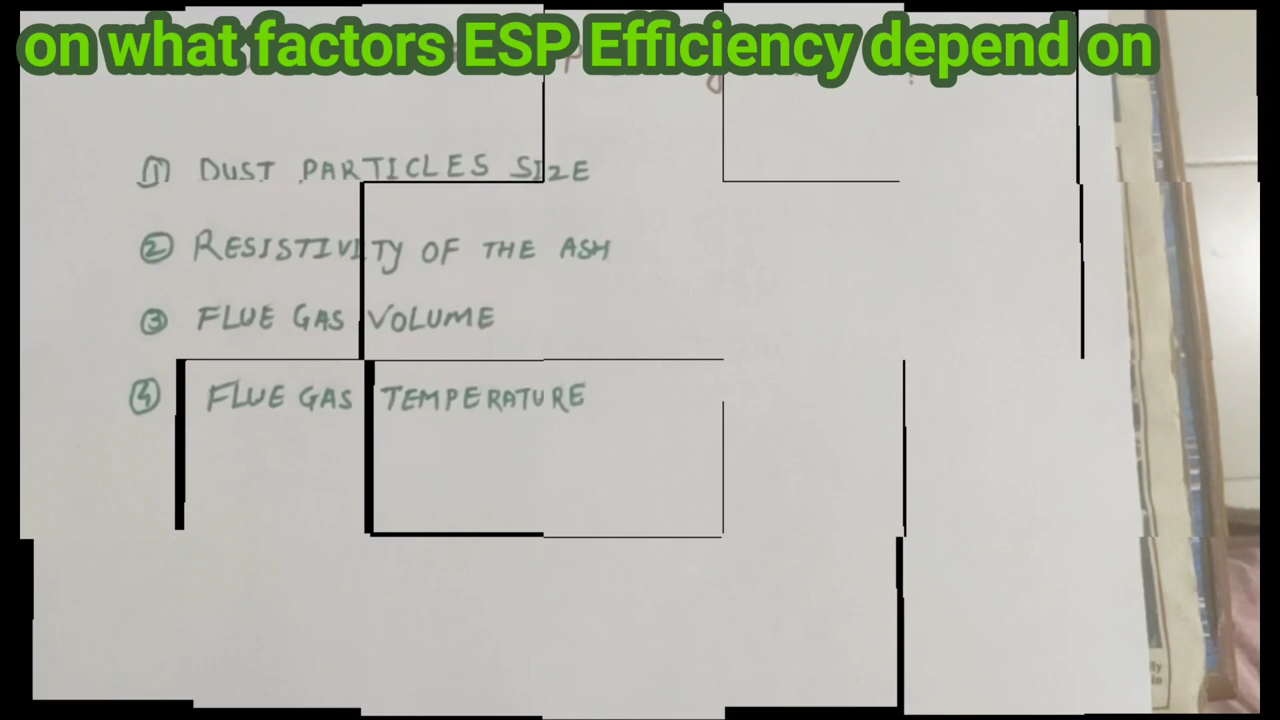 on what factors ESP Efficiency depend on
① DUST PARTICLES SIZE
② RESISTIVITY OF THE ASH
③ FLUE GAS VOLUME
④ FLUE GAS TEMPERATURE